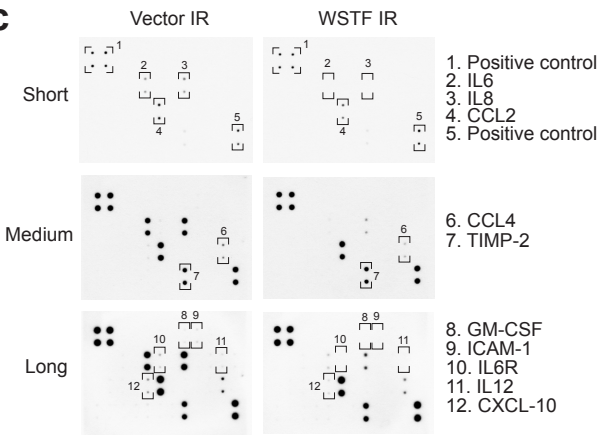 C
Vector IR
WSTF IR
Short
1
2
3
4
5
1
2
3
4
5
1. Positive control
2. IL6
3. IL8
4. CCL2
5. Positive control
Medium
6
7
6
7
6. CCL4
7. TIMP-2
Long
8 9
10
11
12
8 9
10
11
12
8. GM-CSF
9. ICAM-1
10. IL6R
11. IL12
12. CXCL-10